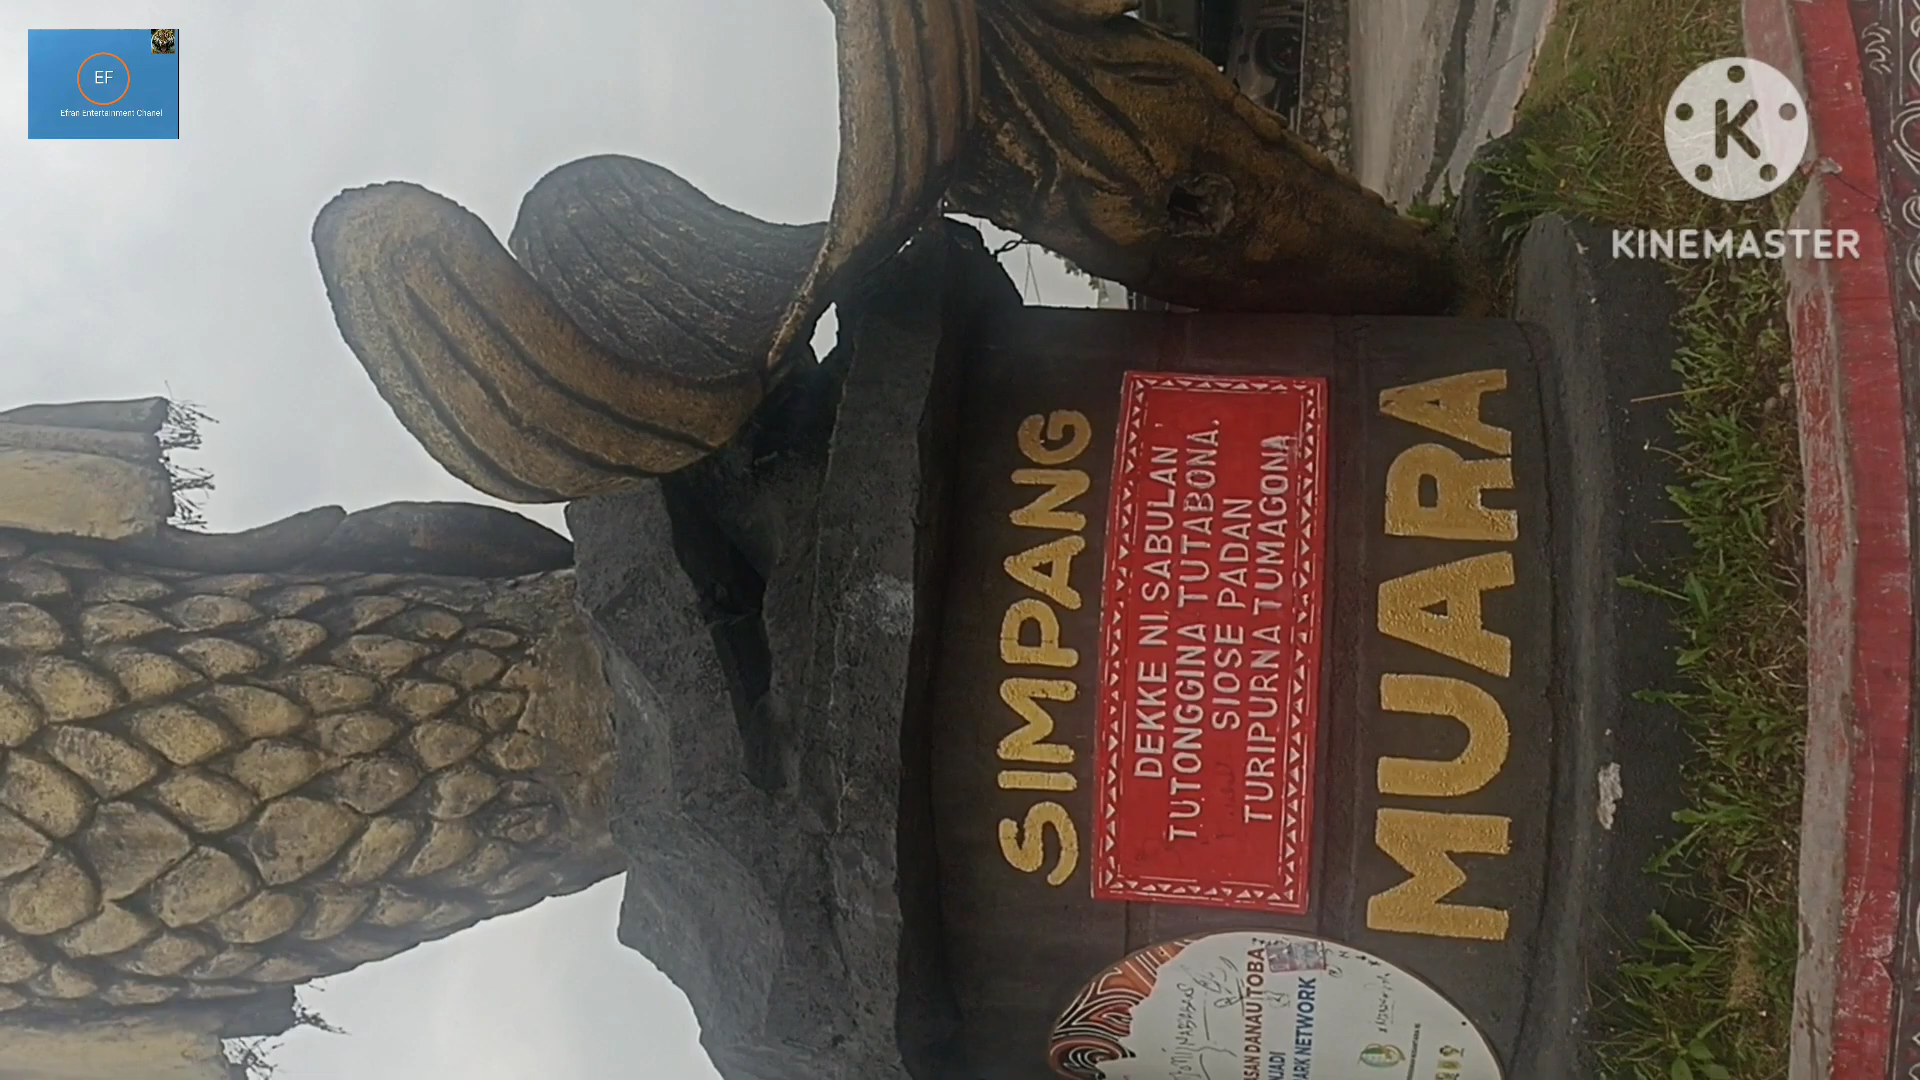 EF
Efran Entertainment Chanel
KINEMASTER
SIMPANG
DEKKE NI SABULAN
TUTONGGINA TUTABONA.
SIOSE PADAN
TURIPURNA TUMAGONA
MUARA
DANAU TOBA
NETWORK